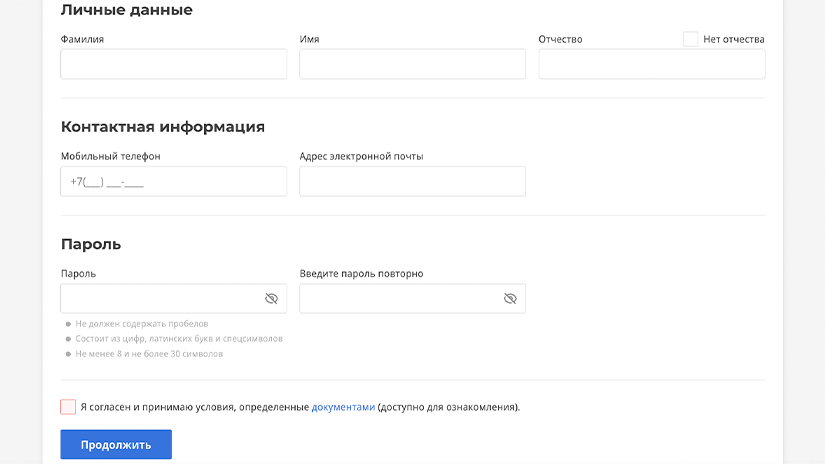 Личные данные
Фамилия
Имя
Отчество
Нет отчества
Контактная информация
Мобильный телефон
Адрес электронной почты
+7(___) ___-____
Пароль
Пароль
Введите пароль повторно
Не должен содержать пробелов
Состоит из цифр, латинских букв и спецсимволов
Не менее 8 и не более 30 символов
Я согласен и принимаю условия, определенные документами (доступно для ознакомления).
Продолжить